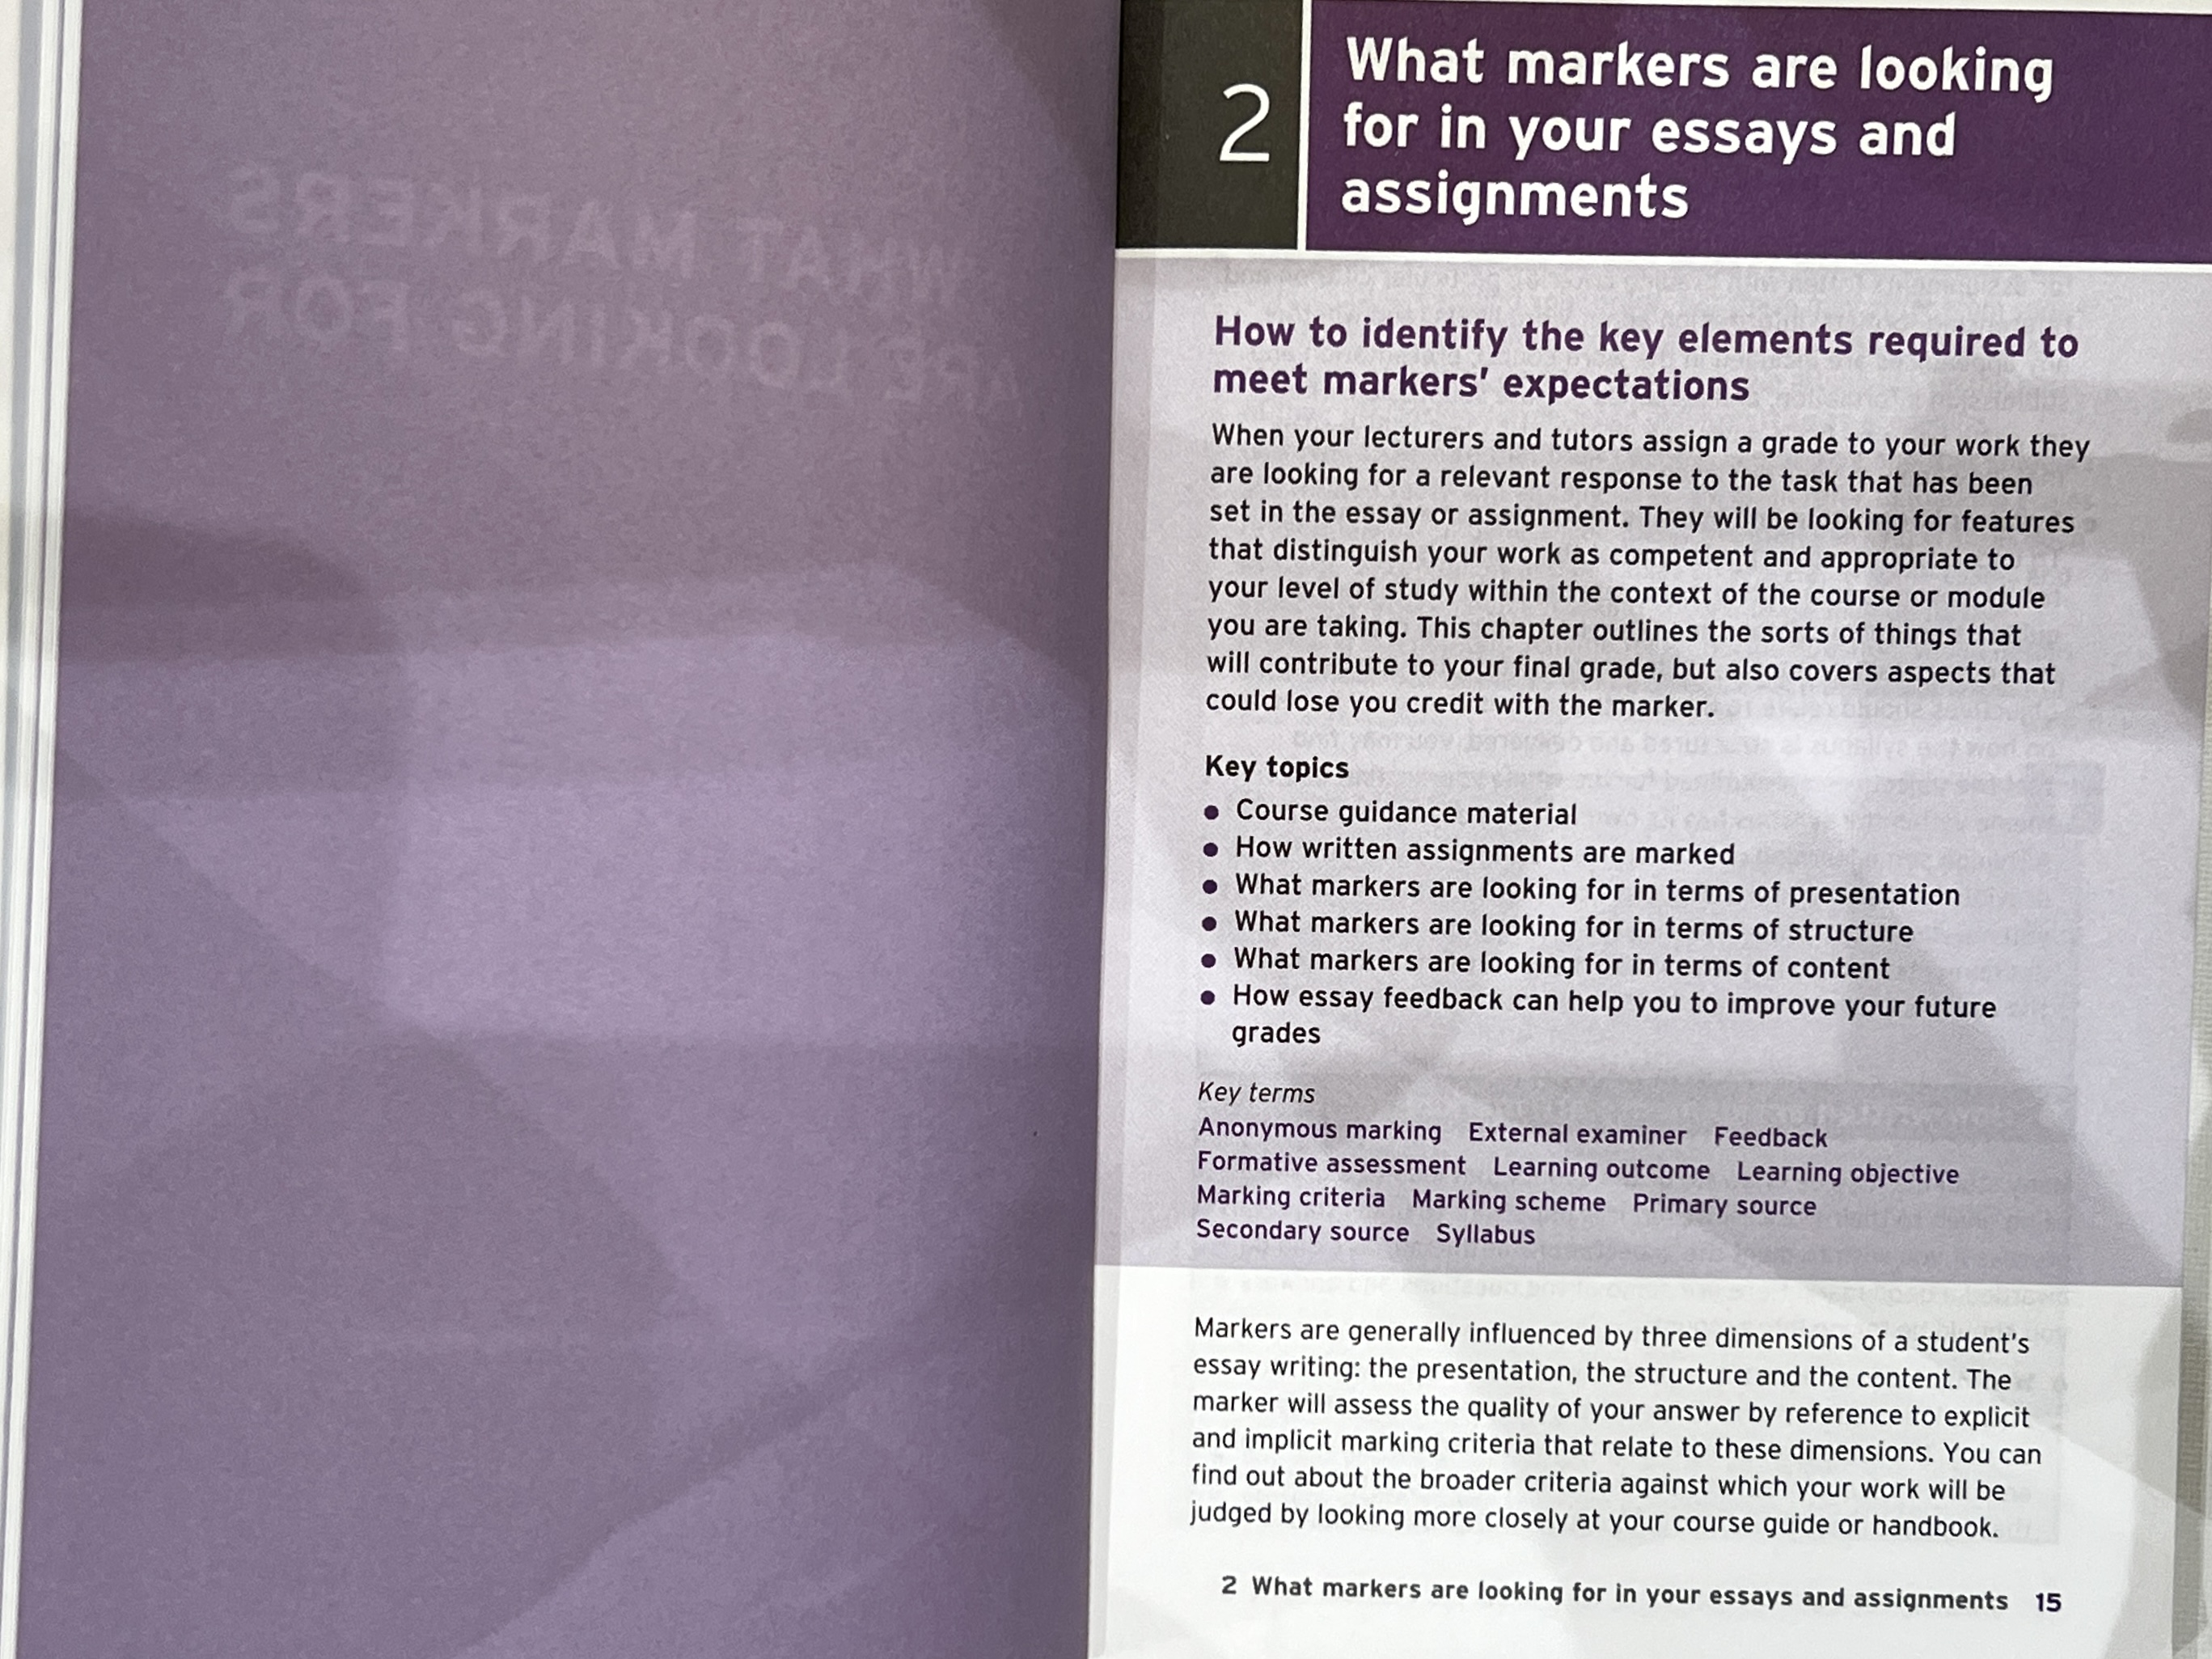 WHAT MARKERS
ARE LOOKING FOR
2
What markers are looking
for in your essays and
assignments
How to identify the key elements required to
meet markers' expectations
When your lecturers and tutors assign a grade to your work they
are looking for a relevant response to the task that has been
set in the essay or assignment. They will be looking for features
that distinguish your work as competent and appropriate to
your level of study within the context of the course or module
you are taking. This chapter outlines the sorts of things that
will contribute to your final grade, but also covers aspects that
could lose you credit with the marker.
Key topics
● Course guidance material
● How written assignments are marked
● What markers are looking for in terms of presentation
● What markers are looking for in terms of structure
● What markers are looking for in terms of content
● How essay feedback can help you to improve your future
grades
Key terms
Anonymous marking External examiner Feedback
Formative assessment Learning outcome Learning objective
Marking criteria Marking scheme Primary source
Secondary source Syllabus
Markers are generally influenced by three dimensions of a student's
essay writing: the presentation, the structure and the content. The
marker will assess the quality of your answer by reference to explicit
and implicit marking criteria that relate to these dimensions. You can
find out about the broader criteria against which your work will be
judged by looking more closely at your course guide or handbook.
2 What markers are looking for in your essays and assignments 15